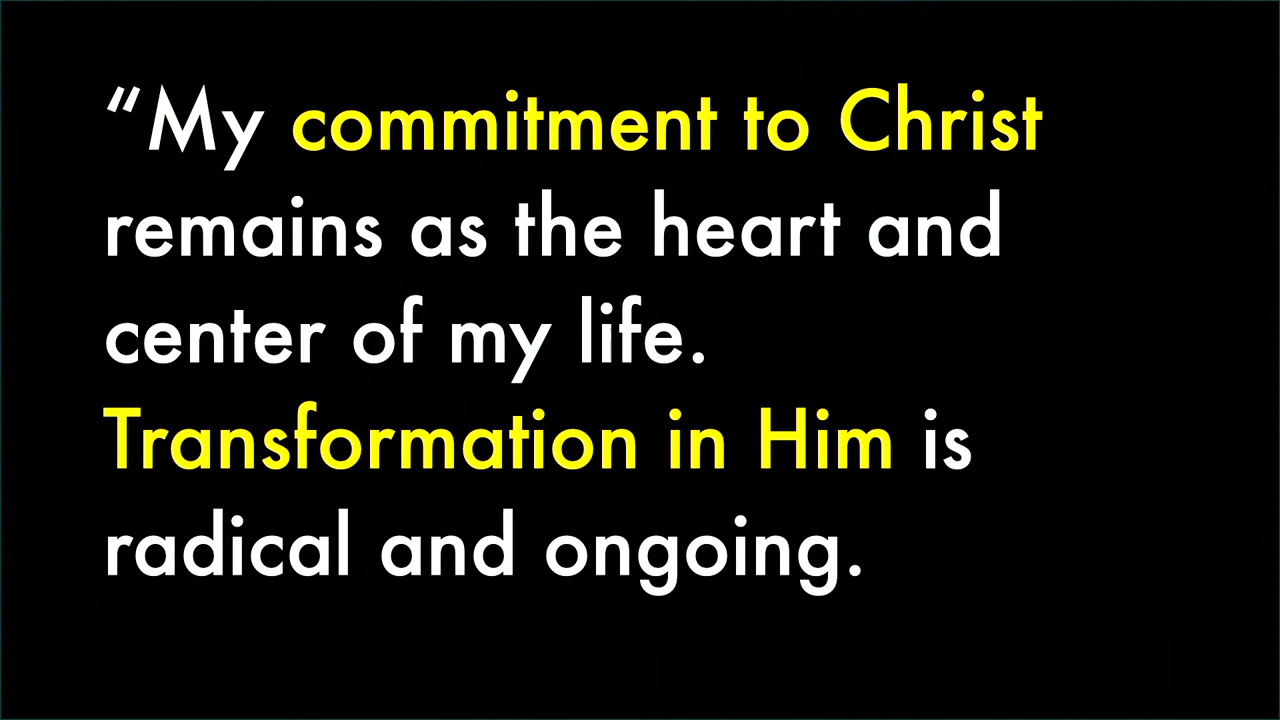 “My commitment to Christ
remains as the heart and
center of my life.
Transformation in Him is
radical and ongoing.